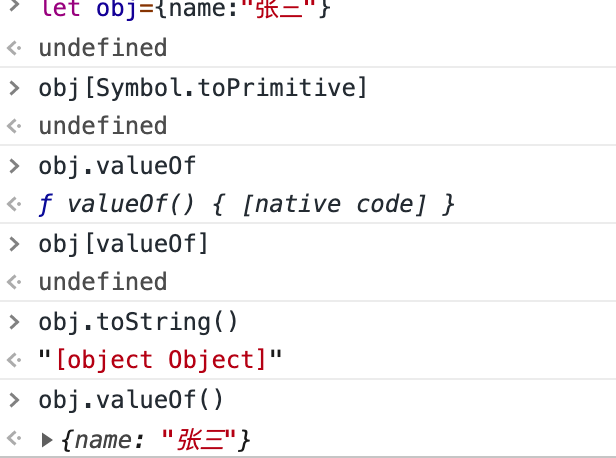 let obj={name:"张三"}
undefined
obj[Symbol.toPrimitive]
undefined
obj.valueOf
ƒ valueOf() { [native code] }
obj[valueOf]
undefined
obj.toString()
"[object Object]"
obj.valueOf()
{name: "张三"}